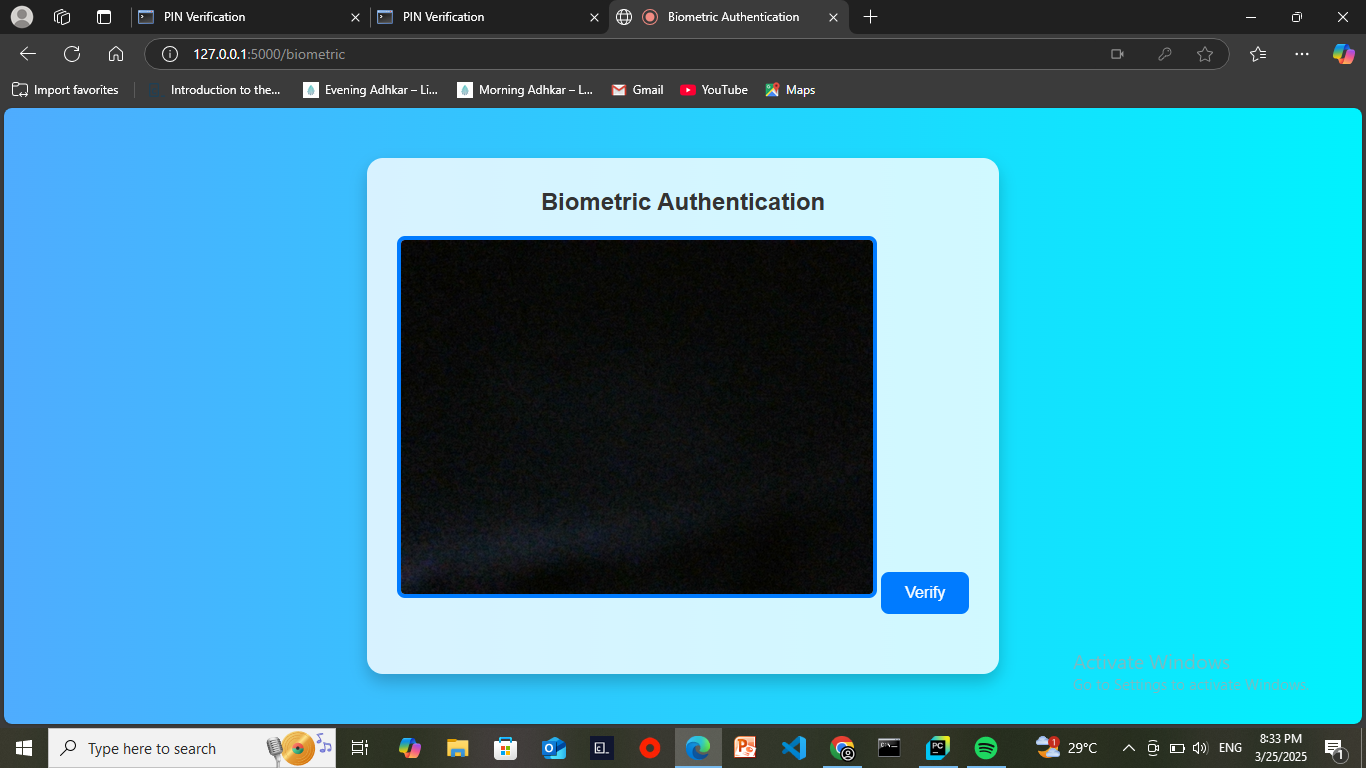 PIN Verification
PIN Verification
Biometric Authentication
127.0.0.1:5000/biometric
Import favorites
Introduction to the...
Evening Adhkar – Li...
Morning Adhkar – L...
Gmail
YouTube
Maps
Biometric Authentication
Verify
Activate Windows
Go to Settings to activate Windows.
Type here to search
29°C
ENG
8:33 PM
3/25/2025
1